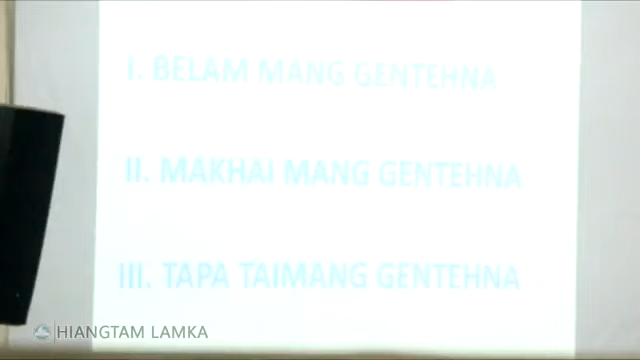 I. BELAM MANG GENTEHNA
II. MAKHAI MANG GENTEHNA
III. TAPA TAIMANG GENTEHNA
HIANGTAM LAMKA